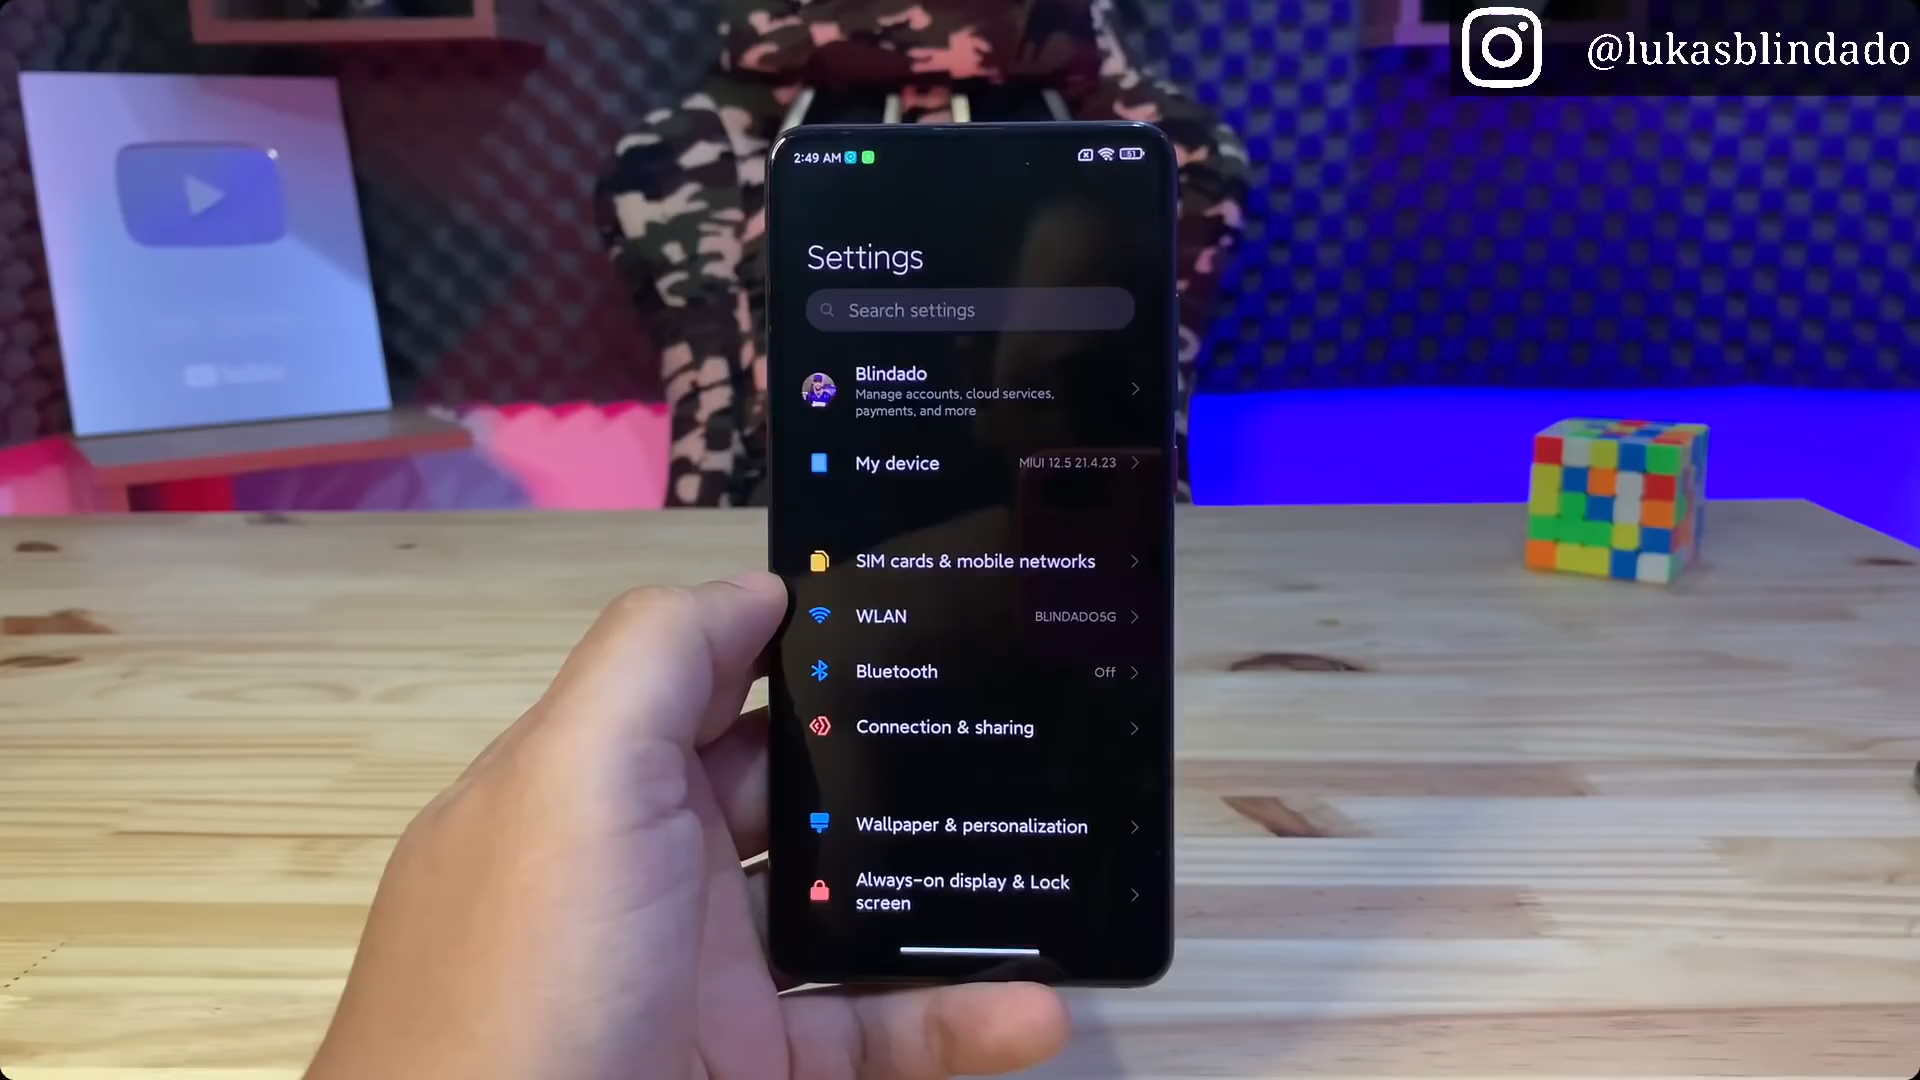 @lukasblindado
2:49 AM
51
Settings
Search settings
Blindado
Manage accounts, cloud services,
payments, and more
My device
MIUI 12.5 21.4.23
SIM cards & mobile networks
WLAN
BLINDADO5G
Bluetooth
Off
Connection & sharing
Wallpaper & personalization
Always-on display & Lock
screen